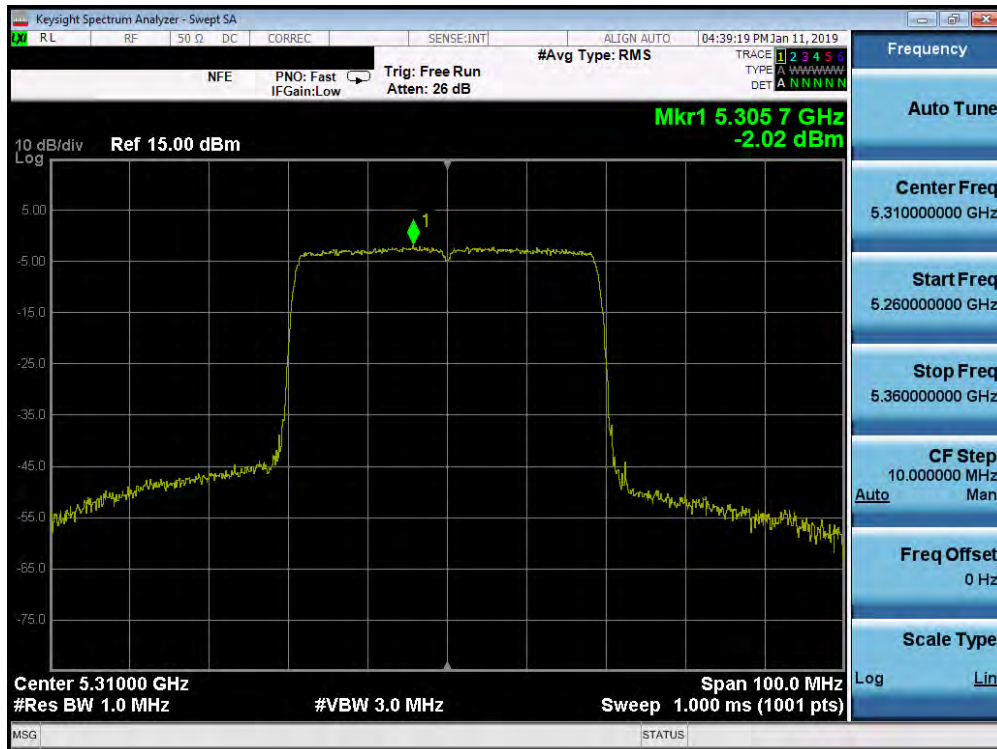 Keysight Spectrum Analyzer - Swept SA
LXI RL RF 50 Ω DC CORREC SENSE:INT ALIGN AUTO 04:39:19 PM Jan 11, 2019
NFE PNO: Fast Trig: Free Run #Avg Type: RMS TRACE 1 2 3 4 5 6
IFGain:Low Atten: 26 dB TYPE A WWWWW
DET A N N N N N
Frequency
Mkr1 5.305 7 GHz
-2.02 dBm
10 dB/div Ref 15.00 dBm
Log
1
5.00
-5.00
-15.0
-25.0
-35.0
-45.0
-55.0
-65.0
-75.0
Center 5.31000 GHz Span 100.0 MHz
#Res BW 1.0 MHz #VBW 3.0 MHz Sweep 1.000 ms (1001 pts)
MSG STATUS
Auto Tune
Center Freq
5.310000000 GHz
Start Freq
5.260000000 GHz
Stop Freq
5.360000000 GHz
CF Step
10.000000 MHz
Auto Man
Freq Offset
0 Hz
Scale Type
Log Lin